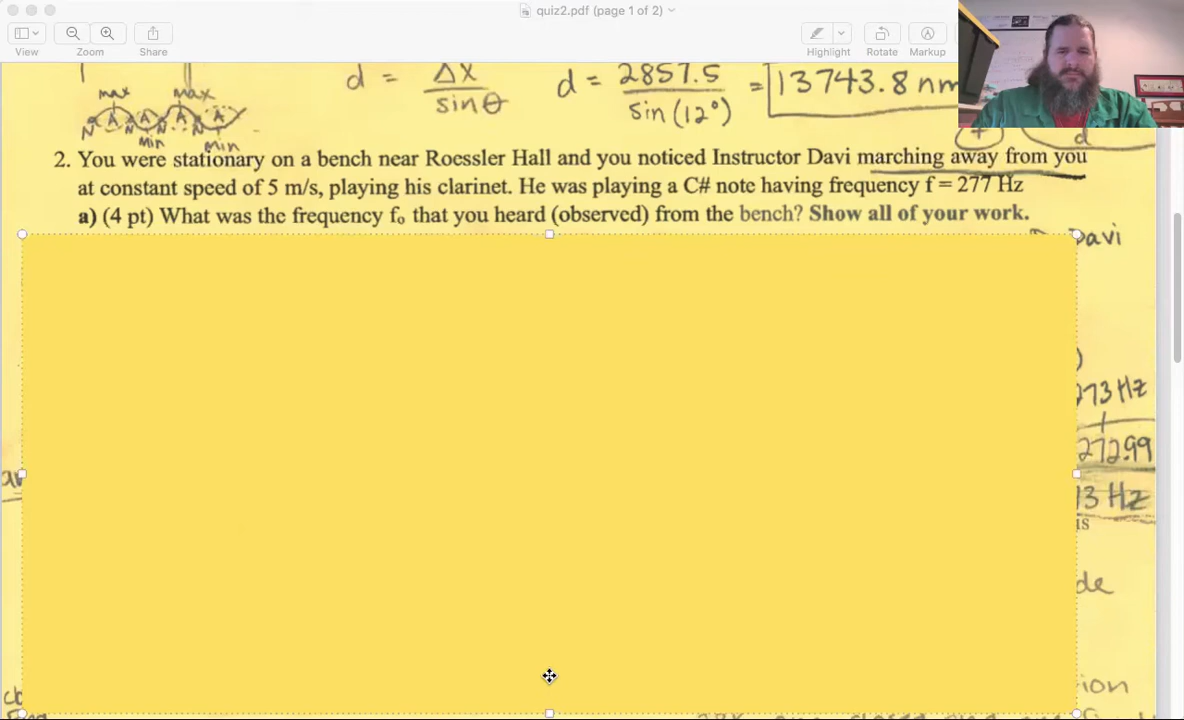 quiz2.pdf (page 1 of 2)
View
Zoom
Share
Highlight
Rotate
Markup
d = Δx / sinθ
d = 2857.5 / sin(12°) = 13743.8 nm
max max
N A N A N A N A
min min
+
d
2. You were stationary on a bench near Roessler Hall and you noticed Instructor Davi marching away from you
at constant speed of 5 m/s, playing his clarinet. He was playing a C# note having frequency f = 277 Hz
a) (4 pt) What was the frequency fₒ that you heard (observed) from the bench? Show all of your work.
Davi
)
273 Hz
272.99
13 Hz
is
de
ion